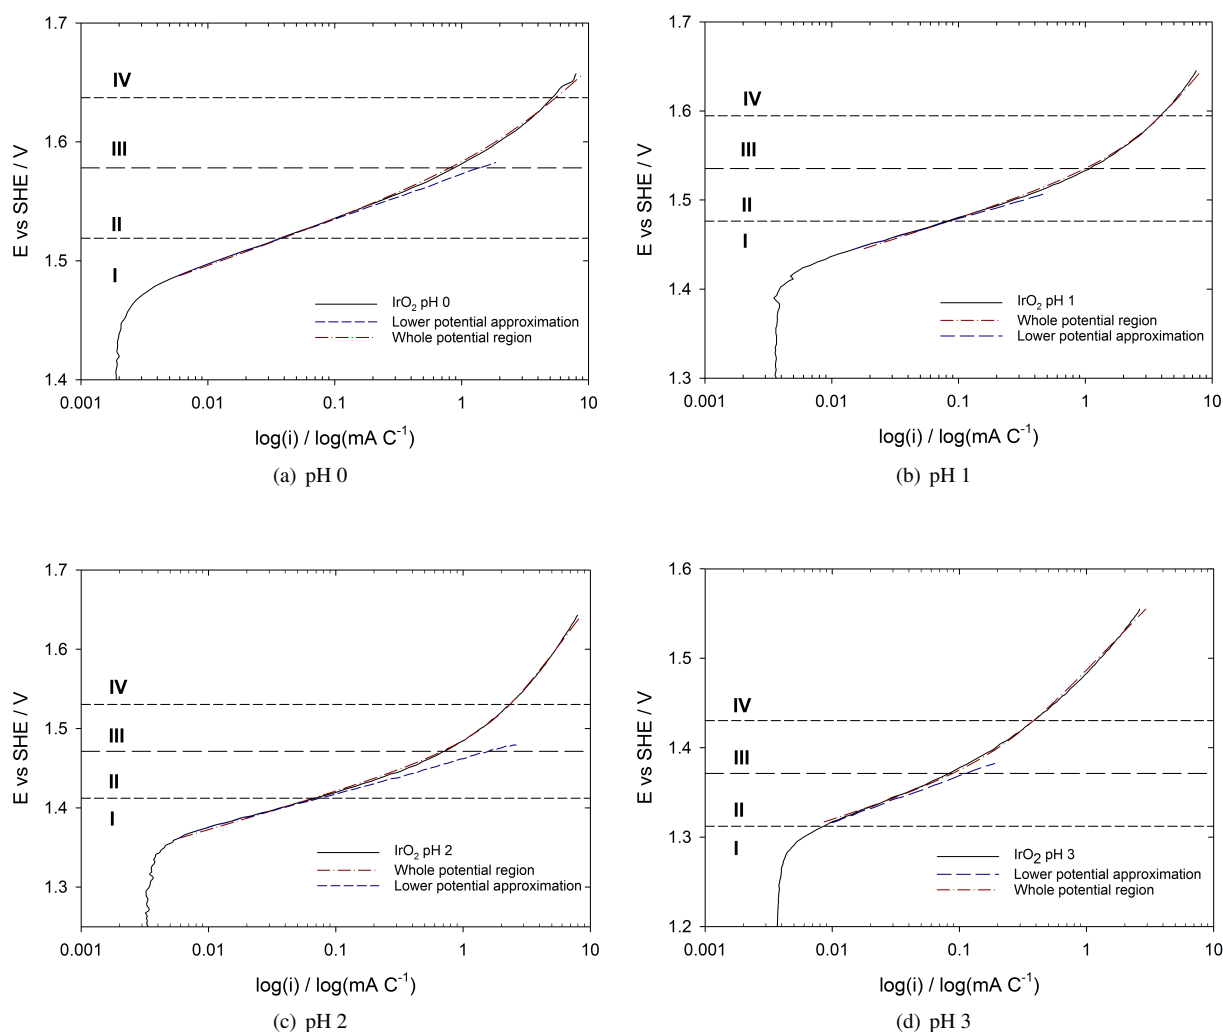 1.7
1.6
1.5
1.4
E vs SHE / V
IV
III
II
I
IrO₂ pH 0
Lower potential approximation
Whole potential region
0.001 0.01 0.1 1 10
log(i) / log(mA C⁻¹)
(a) pH 0
1.7
1.6
1.5
1.4
1.3
E vs SHE / V
IV
III
II
I
IrO₂ pH 1
Whole potential region
Lower potential approximation
0.001 0.01 0.1 1 10
log(i) / log(mA C⁻¹)
(b) pH 1
1.7
1.6
1.5
1.4
1.3
E vs SHE / V
IV
III
II
I
IrO₂ pH 2
Whole potential region
Lower potential approximation
0.001 0.01 0.1 1 10
log(i) / log(mA C⁻¹)
(c) pH 2
1.6
1.5
1.4
1.3
1.2
E vs SHE / V
IV
III
II
I
IrO2 pH 3
Lower potential approximation
Whole potential region
0.001 0.01 0.1 1 10
log(i) / log(mA C⁻¹)
(d) pH 3